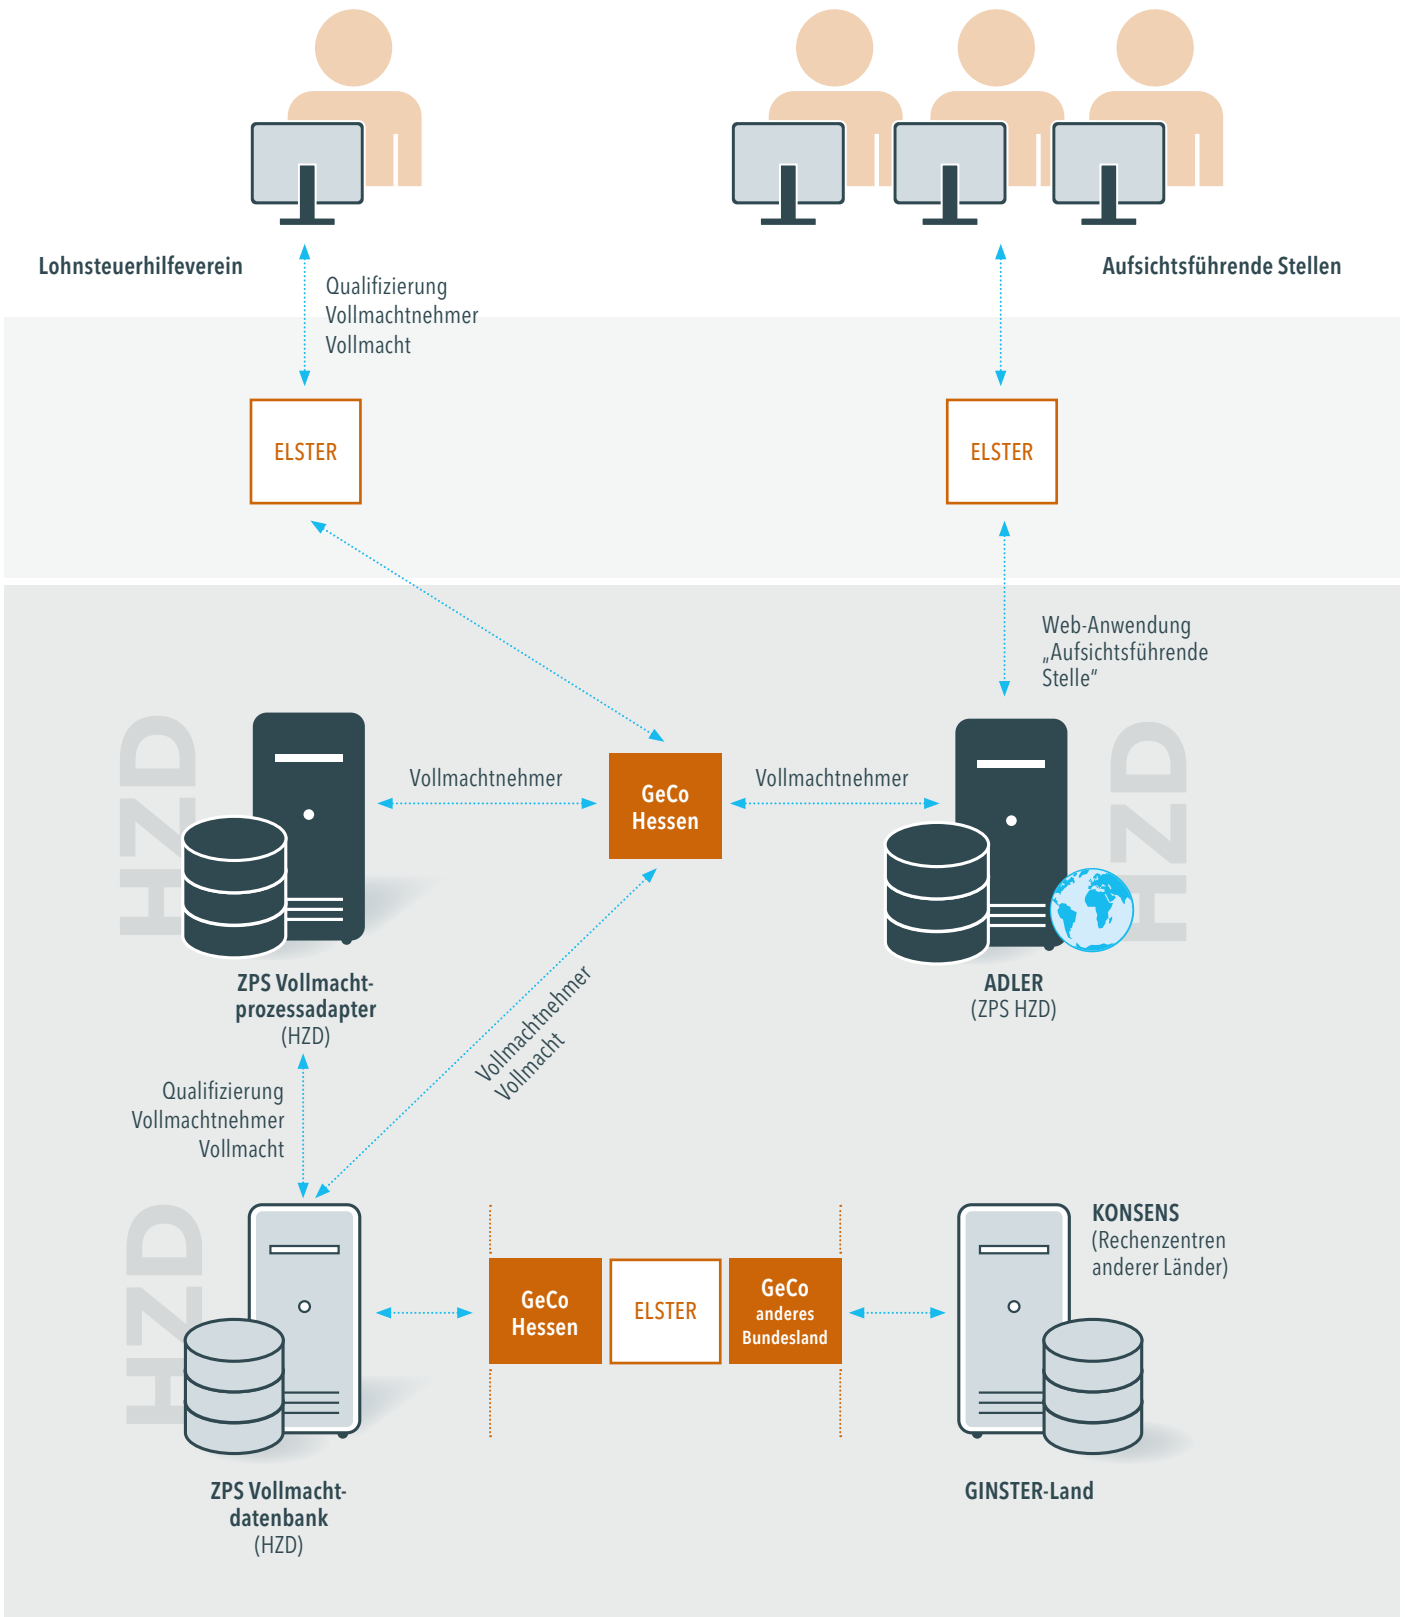 Lohnsteuerhilfeverein
Aufsichtsführende Stellen
Qualifizierung
Vollmachtnehmer
Vollmacht
ELSTER
ELSTER
Web-Anwendung
„Aufsichtsführende
Stelle“
HZD
HZD
Vollmachtnehmer
GeCo
Hessen
Vollmachtnehmer
ZPS Vollmacht-
prozessadapter
(HZD)
ADLER
(ZPS HZD)
Vollmachtnehmer
Vollmacht
Qualifizierung
Vollmachtnehmer
Vollmacht
HZD
KONSENS
(Rechenzentren
anderer Länder)
GeCo
Hessen
ELSTER
GeCo
anderes
Bundesland
ZPS Vollmacht-
datenbank
(HZD)
GINSTER-Land